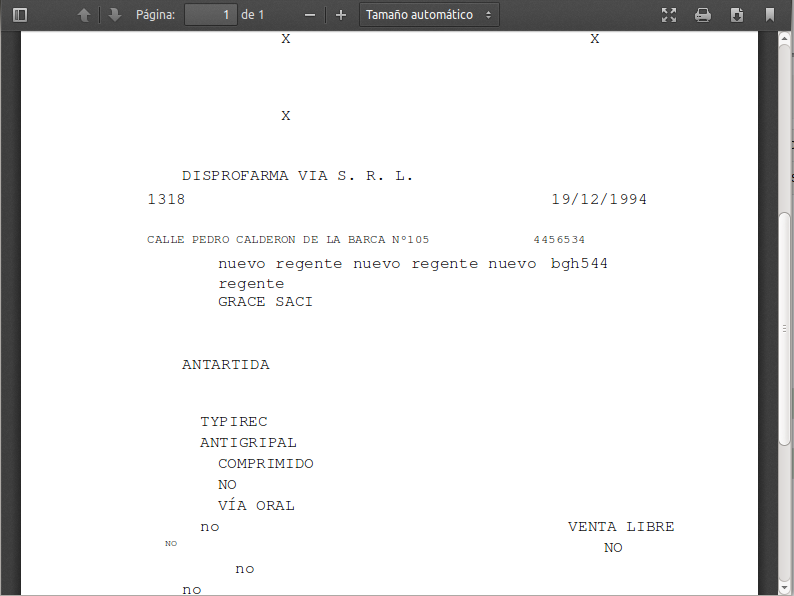 Página: 1 de 1 Tamaño automático
X X
X
DISPROFARMA VIA S. R. L.
1318 19/12/1994
CALLE PEDRO CALDERON DE LA BARCA Nº105 4456534
nuevo regente nuevo regente nuevo bgh544
regente
GRACE SACI
ANTARTIDA
TYPIREC
ANTIGRIPAL
COMPRIMIDO
NO
VÍA ORAL
no VENTA LIBRE
NO NO
no
no